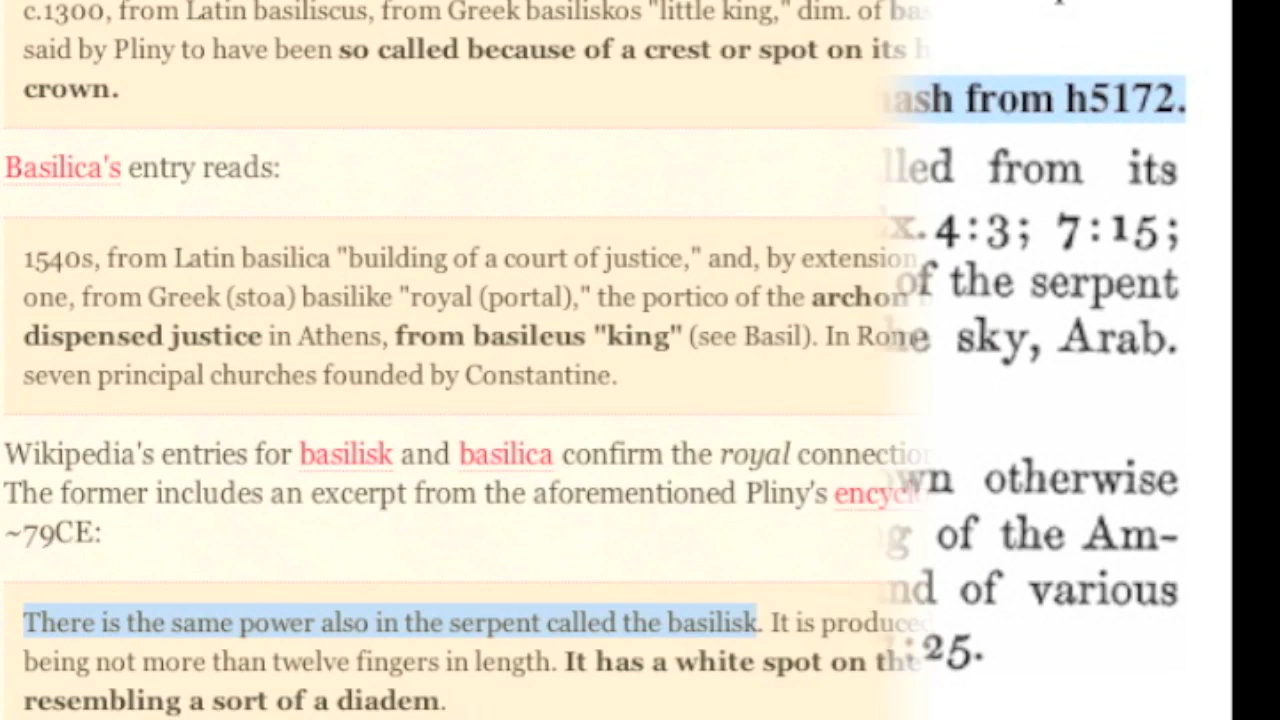 c.1300, from Latin basiliscus, from Greek basiliskos "little king," dim. of
said by Pliny to have been so called because of a crest or spot on its
crown.
Basilica's entry reads:
1540s, from Latin basilica "building of a court of justice," and, by extension
one, from Greek (stoa) basilike "royal (portal)," the portico of the archon
dispensed justice in Athens, from basileus "king" (see Basil). In Rome
seven principal churches founded by Constantine.
Wikipedia's entries for basilisk and basilica confirm the royal connection
The former includes an excerpt from the aforementioned Pliny's
~79CE:
There is the same power also in the serpent called the basilisk. It is produced
being not more than twelve fingers in length. It has a white spot on the
resembling a sort of a diadem.
from h5172.
from its
4:3; 7:15;
of the serpent
sky, Arab.
otherwise
of the Am-
of various
25.